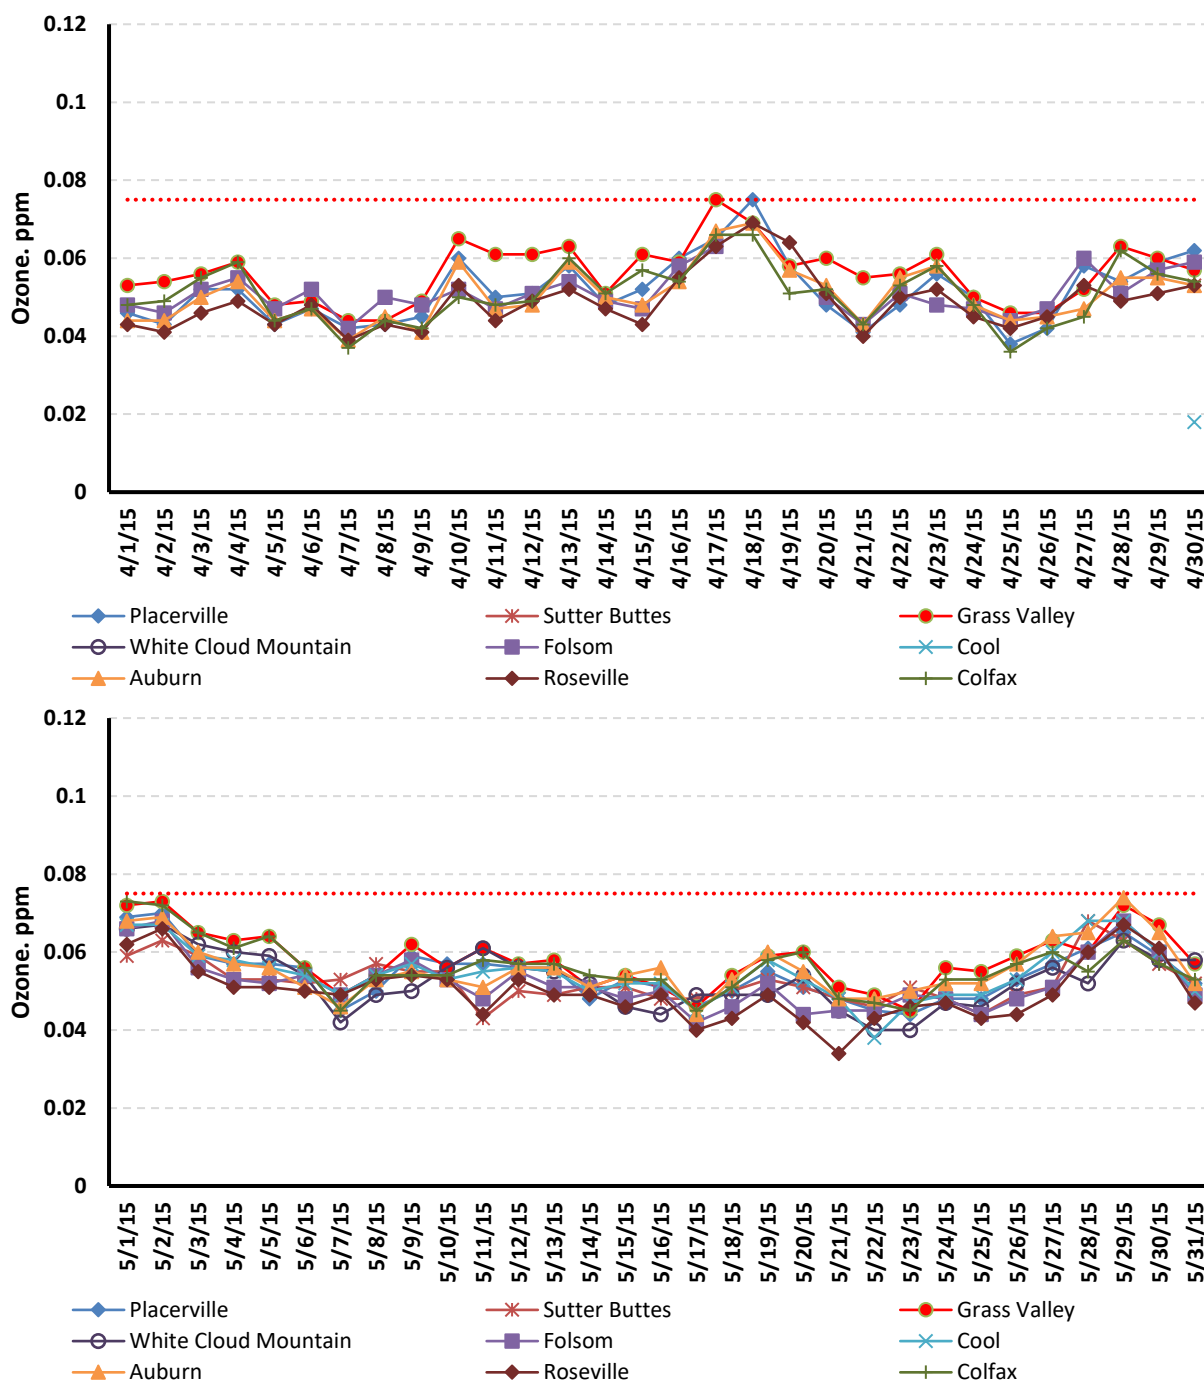 0.12
0.1
0.08
0.06
0.04
0.02
0
Ozone. ppm
4/1/15 4/2/15 4/3/15 4/4/15 4/5/15 4/6/15 4/7/15 4/8/15 4/9/15 4/10/15 4/11/15 4/12/15 4/13/15 4/14/15 4/15/15 4/16/15 4/17/15 4/18/15 4/19/15 4/20/15 4/21/15 4/22/15 4/23/15 4/24/15 4/25/15 4/26/15 4/27/15 4/28/15 4/29/15 4/30/15
Placerville Sutter Buttes Grass Valley
White Cloud Mountain Folsom Cool
Auburn Roseville Colfax
0.12
0.1
0.08
0.06
0.04
0.02
0
Ozone. ppm
5/1/15 5/2/15 5/3/15 5/4/15 5/5/15 5/6/15 5/7/15 5/8/15 5/9/15 5/10/15 5/11/15 5/12/15 5/13/15 5/14/15 5/15/15 5/16/15 5/17/15 5/18/15 5/19/15 5/20/15 5/21/15 5/22/15 5/23/15 5/24/15 5/25/15 5/26/15 5/27/15 5/28/15 5/29/15 5/30/15 5/31/15
Placerville Sutter Buttes Grass Valley
White Cloud Mountain Folsom Cool
Auburn Roseville Colfax